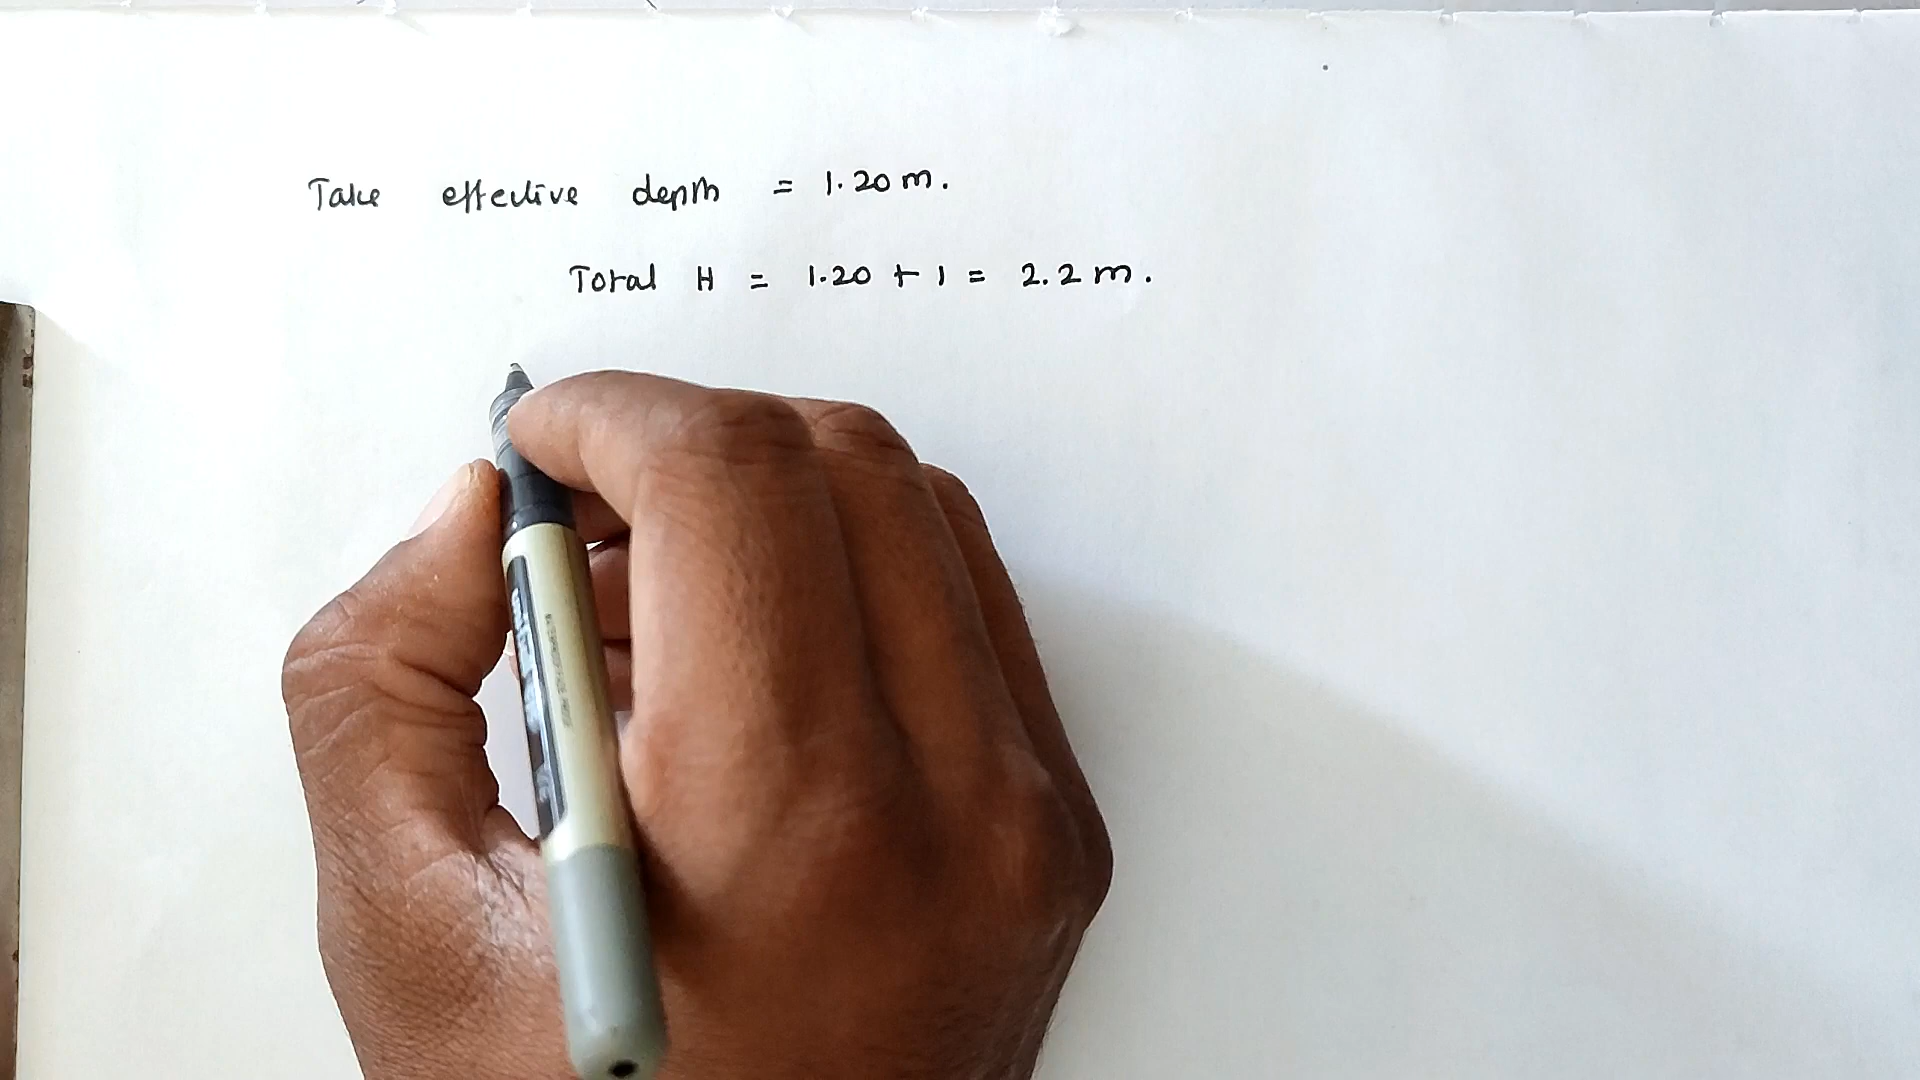 Take effective depth = 1.20 m.
Total H = 1.20 + 1 = 2.2 m.